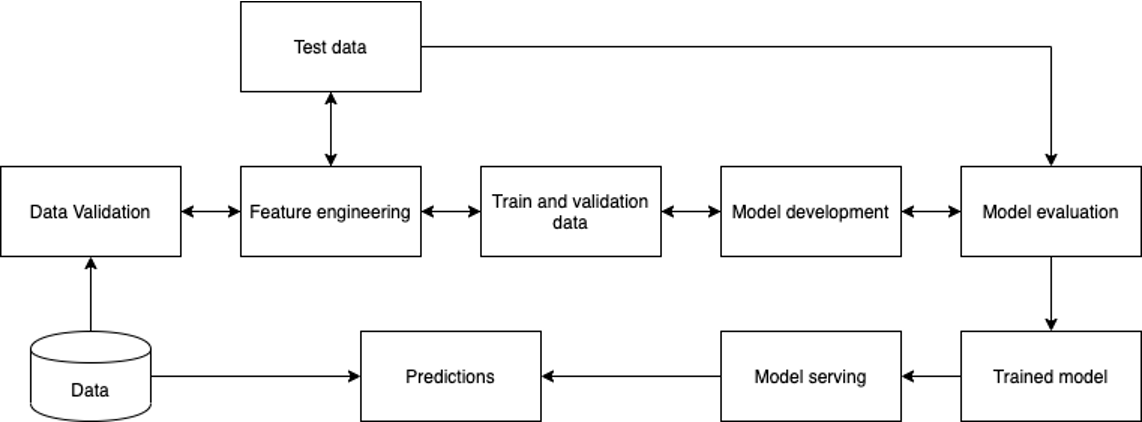 Test data
Data Validation
Feature engineering
Train and validation
data
Model development
Model evaluation
Data
Predictions
Model serving
Trained model